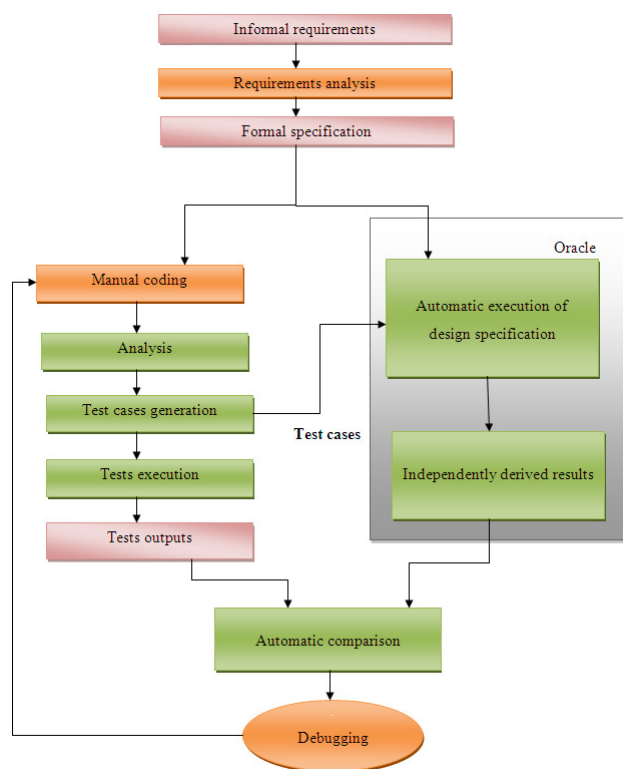 Informal requirements
Requirements analysis
Formal specification
Oracle
Manual coding
Automatic execution of
design specification
Analysis
Test cases generation
Test cases
Tests execution
Independently derived results
Tests outputs
Automatic comparison
Debugging